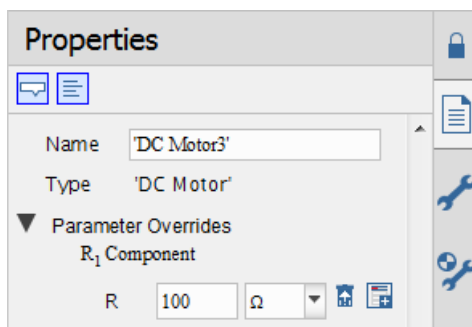 Properties
Name 'DC Motor3'
Type 'DC Motor'
Parameter Overrides
R₁ Component
R 100 Ω